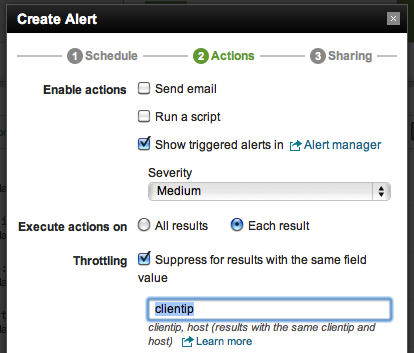 Create Alert
1 Schedule 2 Actions 3 Sharing
Enable actions Send email
Run a script
Show triggered alerts in Alert manager
Severity
Medium
Execute actions on All results Each result
Throttling Suppress for results with the same field
value
clientip
clientip, host (results with the same clientip and
host) Learn more